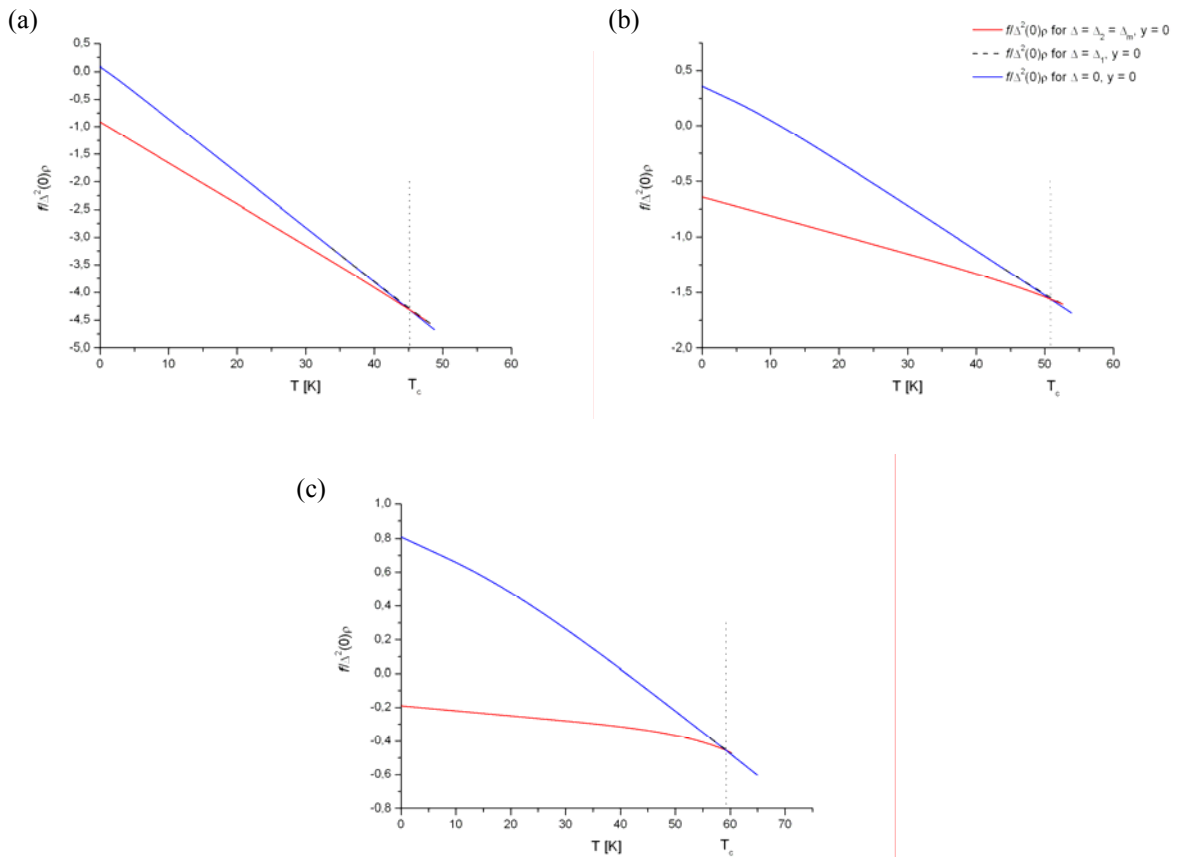 (a)
0,5
0,0
-0,5
-1,0
-1,5
-2,0
-2,5
-3,0
-3,5
-4,0
-4,5
-5,0
f/Δ²(0)ρ
0 10 20 30 40 50 60
T [K] T_c
(b)
f/Δ²(0)ρ for Δ = Δ₂ = Δ_m, y = 0
f/Δ²(0)ρ for Δ = Δ₁, y = 0
f/Δ²(0)ρ for Δ = 0, y = 0
0,5
0,0
-0,5
-1,0
-1,5
-2,0
f/Δ²(0)ρ
0 10 20 30 40 50 60
T [K] T_c
(c)
1,0
0,8
0,6
0,4
0,2
0,0
-0,2
-0,4
-0,6
-0,8
f/Δ²(0)ρ
0 10 20 30 40 50 60 70
T [K] T_c